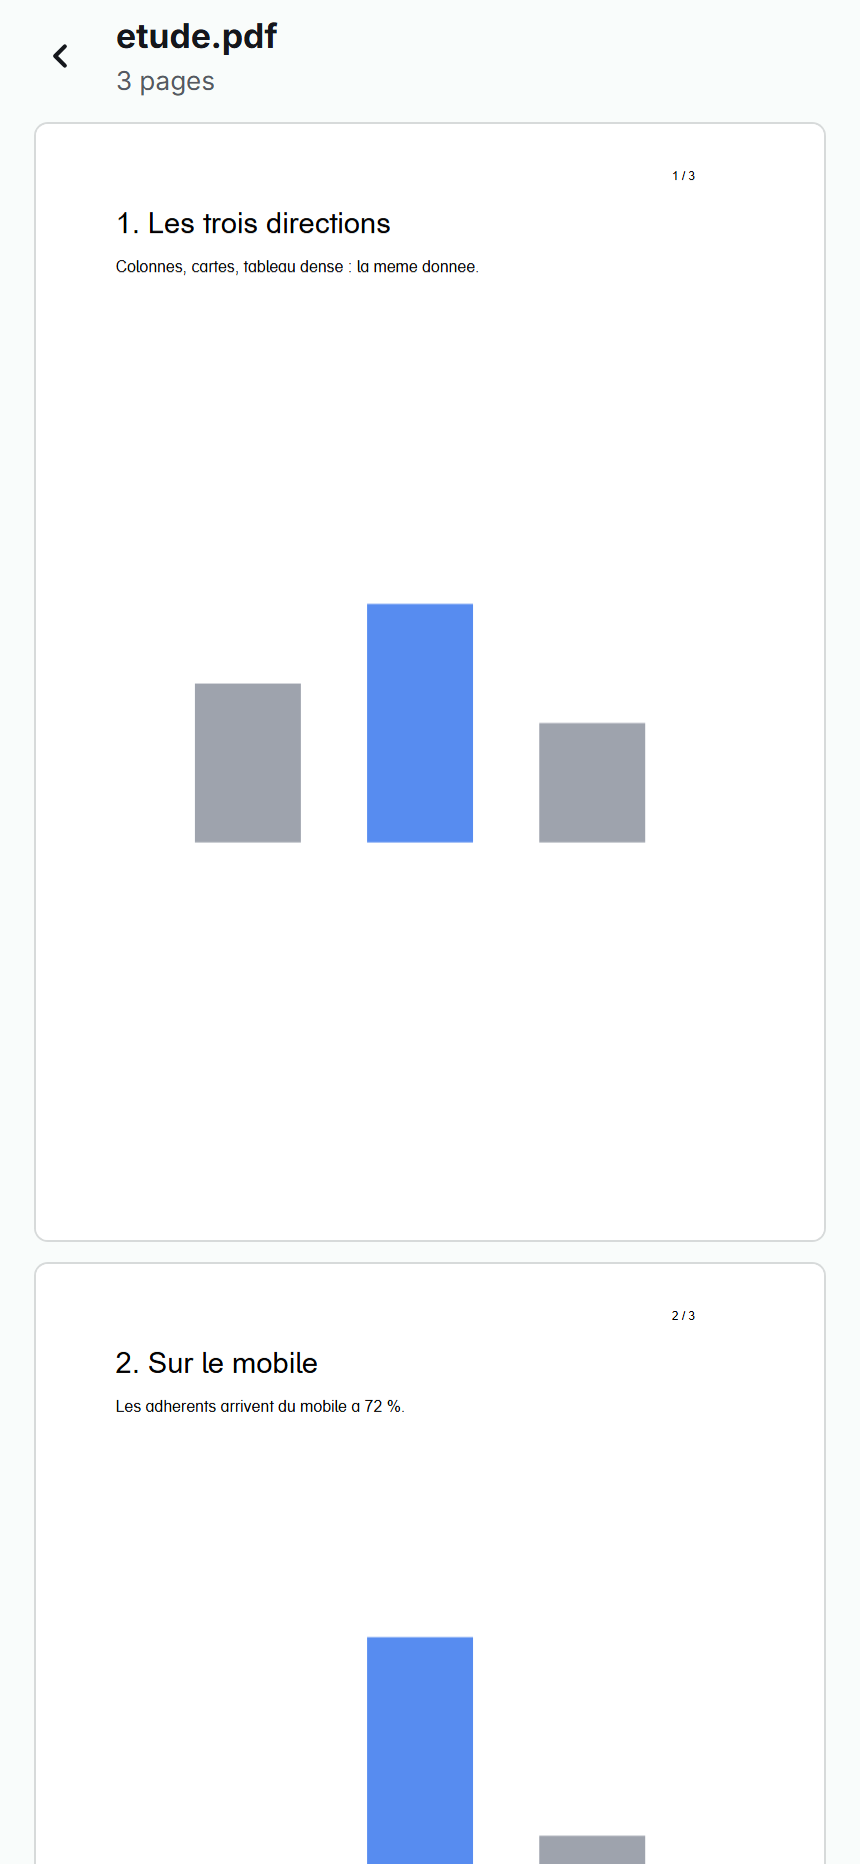 etude.pdf
3 pages
1 / 3
1. Les trois directions
Colonnes, cartes, tableau dense : la meme donnee.
2 / 3
2. Sur le mobile
Les adherents arrivent du mobile a 72 %.